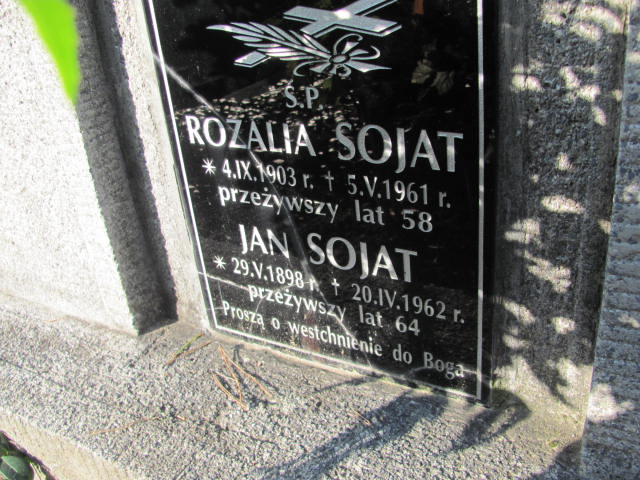 Ś.P.
ROZALIA SOJAT
* 4.IX.1903 r. † 5.V.1961 r.
przeżywszy lat 58
JAN SOJAT
* 29.V.1898 r. † 20.IV.1962 r.
przeżywszy lat 64
Proszą o westchnienie do Boga